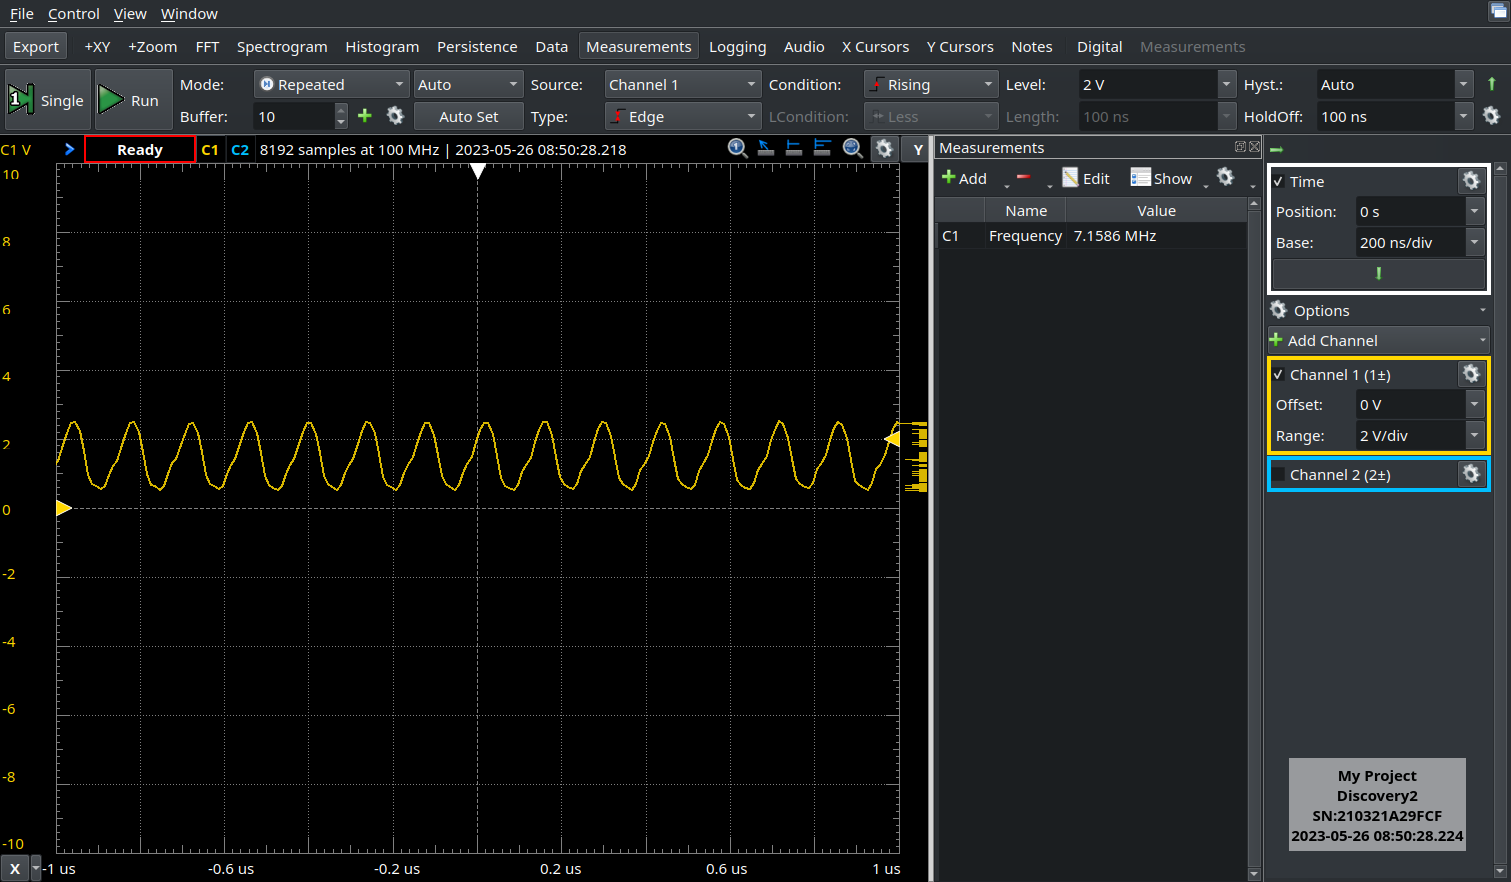 File Control View Window
Export +XY +Zoom FFT Spectrogram Histogram Persistence Data Measurements Logging Audio X Cursors Y Cursors Notes Digital Measurements
1 Single Run Mode: Repeated Auto Source: Channel 1 Condition: Rising Level: 2 V Hyst.: Auto
Buffer: 10 Auto Set Type: Edge LCondition: Less Length: 100 ns HoldOff: 100 ns
C1 V Ready C1 C2 8192 samples at 100 MHz | 2023-05-26 08:50:28.218 Y
10
8
6
4
2
0
-2
-4
-6
-8
-10
X -1 us -0.6 us -0.2 us 0.2 us 0.6 us 1 us
Measurements
Add Edit Show
Name Value
C1 Frequency 7.1586 MHz
Time
Position: 0 s
Base: 200 ns/div
Options
Add Channel
Channel 1 (1±)
Offset: 0 V
Range: 2 V/div
Channel 2 (2±)
My Project
Discovery2
SN:210321A29FCF
2023-05-26 08:50:28.224